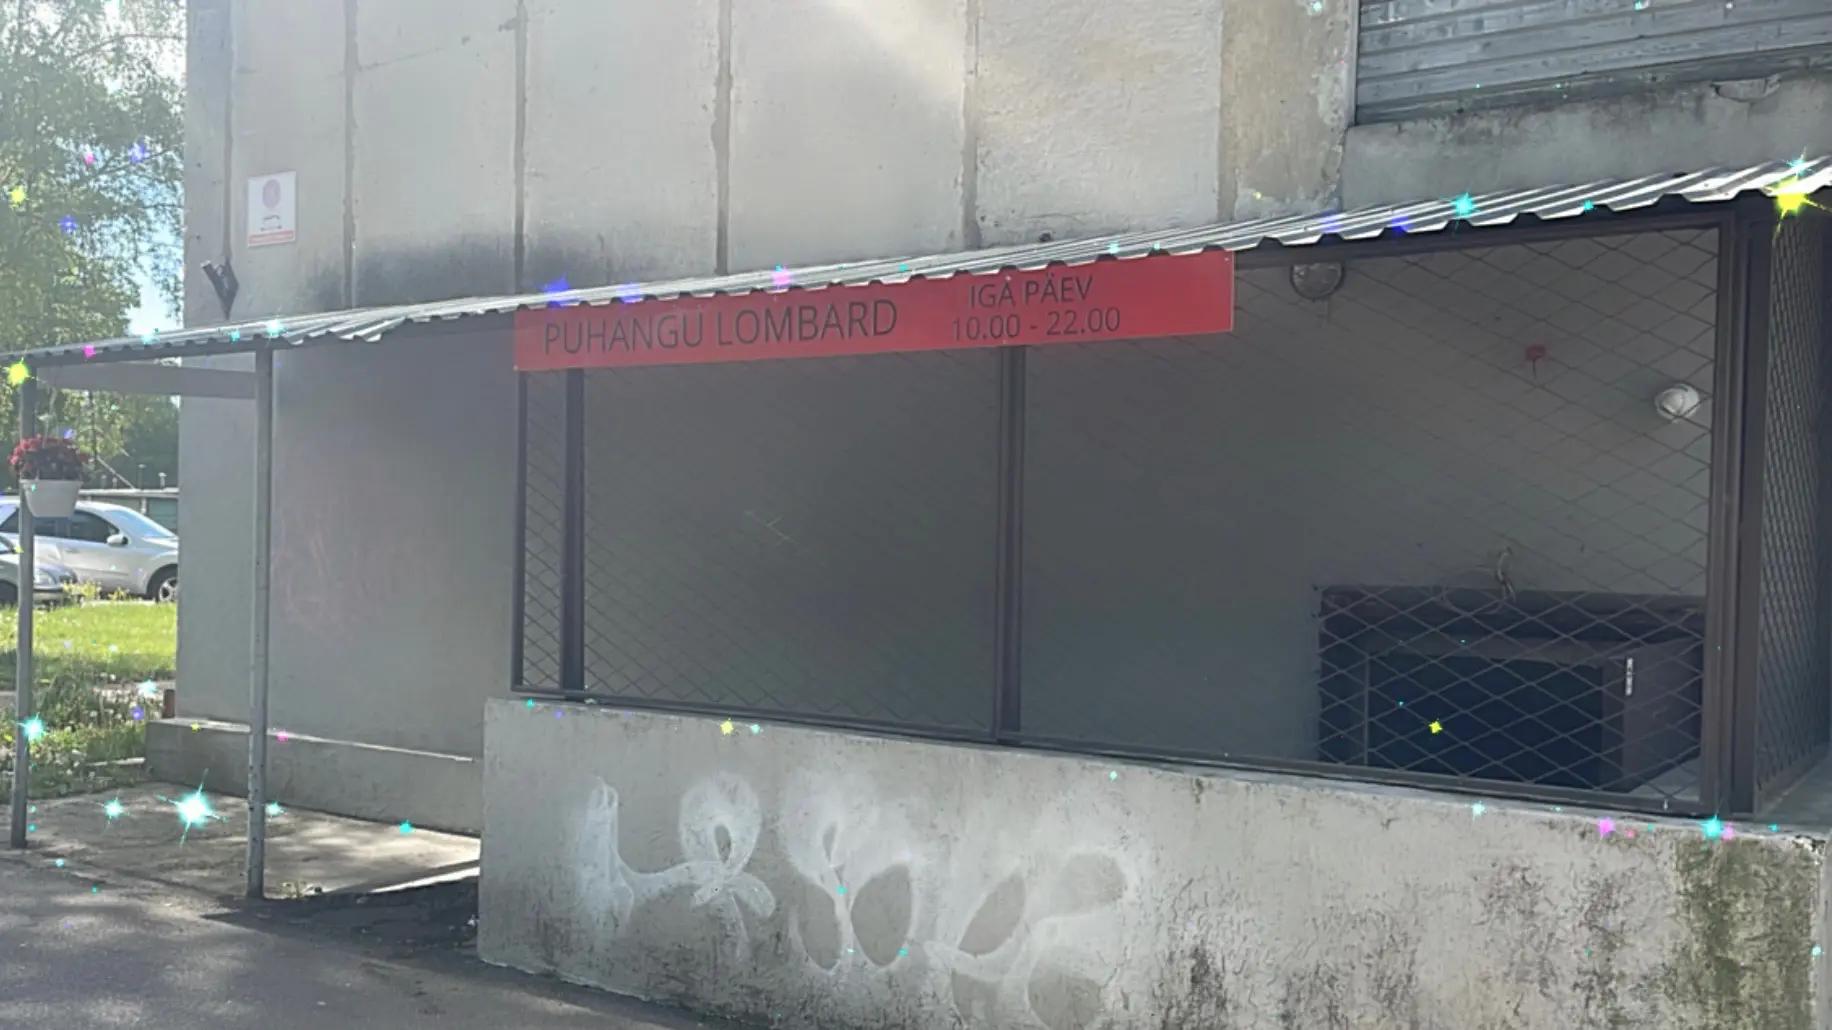 PUHANGU LOMBARD
IGA PÄEV
10.00 - 22.00